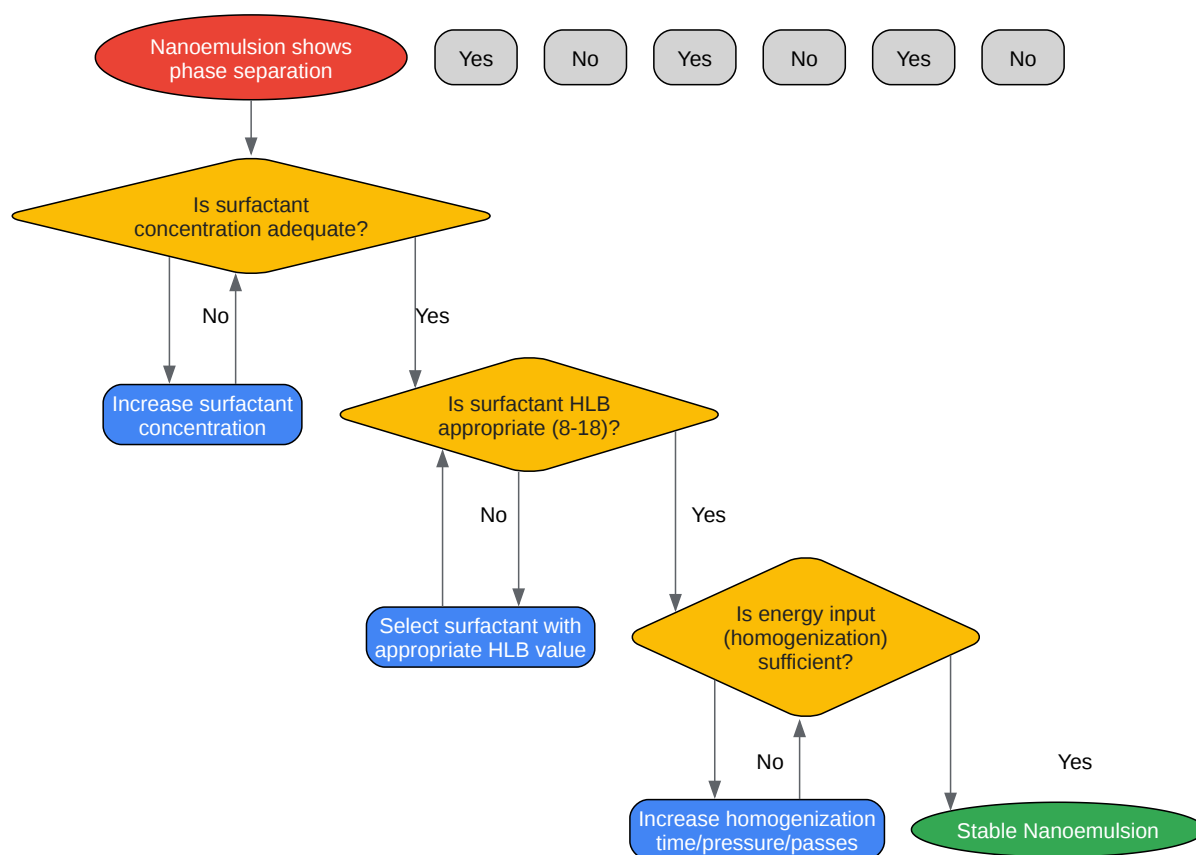 Nanoemulsion shows
phase separation
Yes
No
Yes
No
Yes
No
Is surfactant
concentration adequate?
No
Yes
Increase surfactant
concentration
Is surfactant HLB
appropriate (8-18)?
No
Yes
Select surfactant with
appropriate HLB value
Is energy input
(homogenization)
sufficient?
No
Yes
Increase homogenization
time/pressure/passes
Stable Nanoemulsion